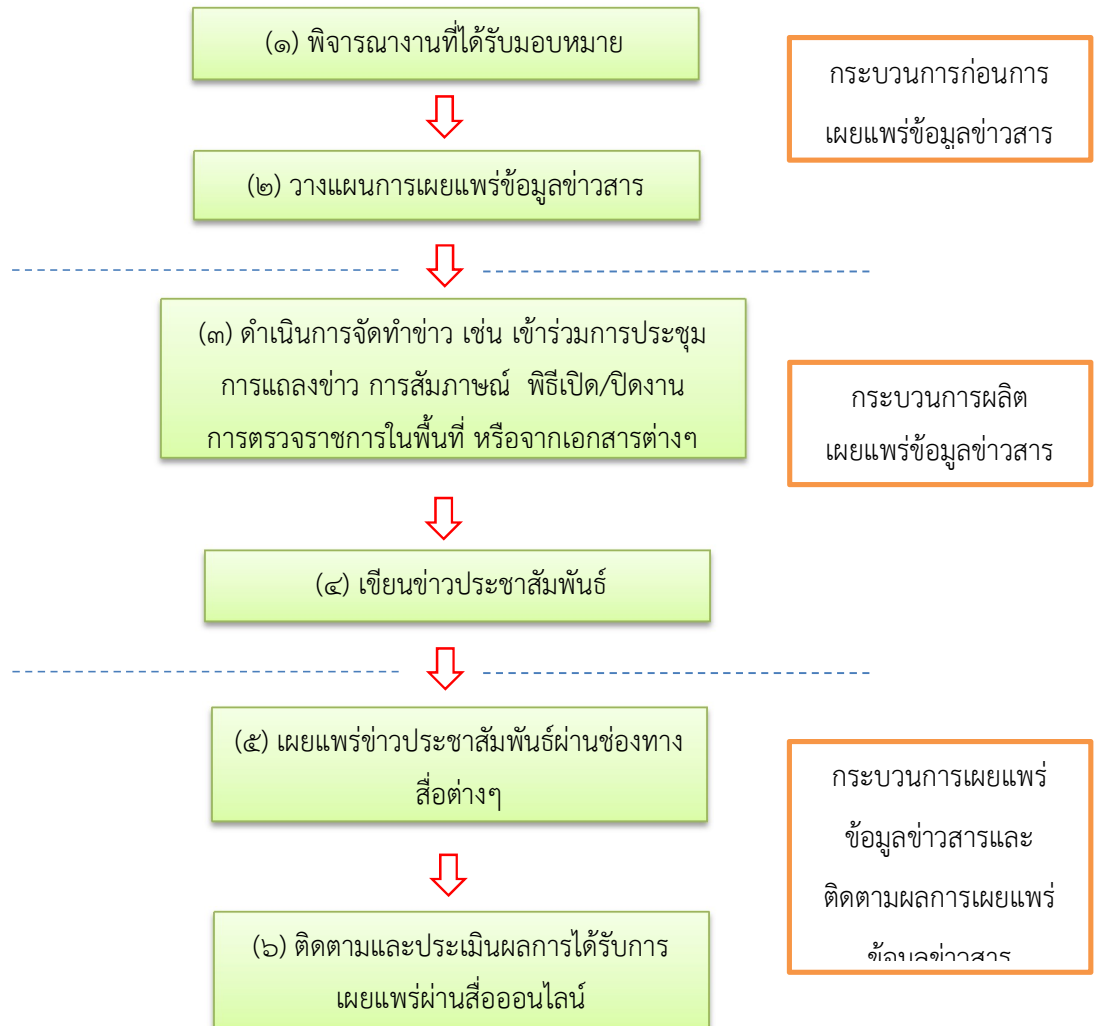 (๑) พิจารณางานที่ได้รับมอบหมาย
กระบวนการก่อนการ
เผยแพร่ข้อมูลข่าวสาร
(๒) วางแผนการเผยแพร่ข้อมูลข่าวสาร
(๓) ดำเนินการจัดทำข่าว เช่น เข้าร่วมการประชุม
การแถลงข่าว การสัมภาษณ์ พิธีเปิด/ปิดงาน
การตรวจราชการในพื้นที่ หรือจากเอกสารต่างๆ
กระบวนการผลิต
เผยแพร่ข้อมูลข่าวสาร
(๔) เขียนข่าวประชาสัมพันธ์
(๕) เผยแพร่ข่าวประชาสัมพันธ์ผ่านช่องทาง
สื่อต่างๆ
กระบวนการเผยแพร่
ข้อมูลข่าวสารและ
ติดตามผลการเผยแพร่
ข้อมูลข่าวสาร
(๖) ติดตามและประเมินผลการได้รับการ
เผยแพร่ผ่านสื่อออนไลน์